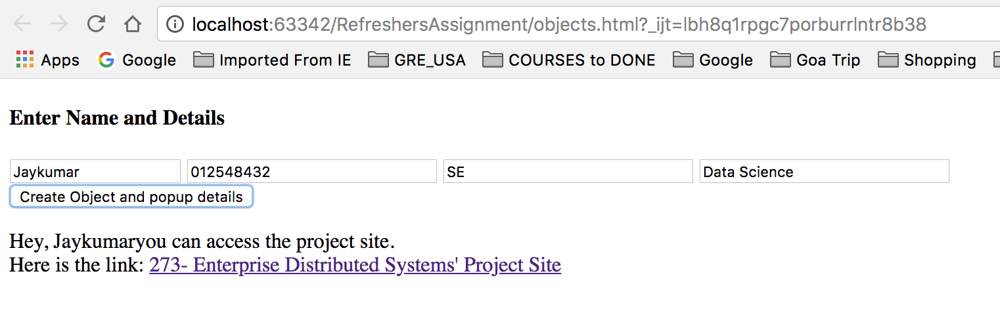 localhost:63342/RefreshersAssignment/objects.html?_ijt=lbh8q1rpgc7porburrlntr8b38
Apps Google Imported From IE GRE_USA COURSES to DONE Google Goa Trip Shopping
Enter Name and Details
Jaykumar 012548432 SE Data Science
Create Object and popup details
Hey, Jaykumaryou can access the project site.
Here is the link: 273- Enterprise Distributed Systems' Project Site